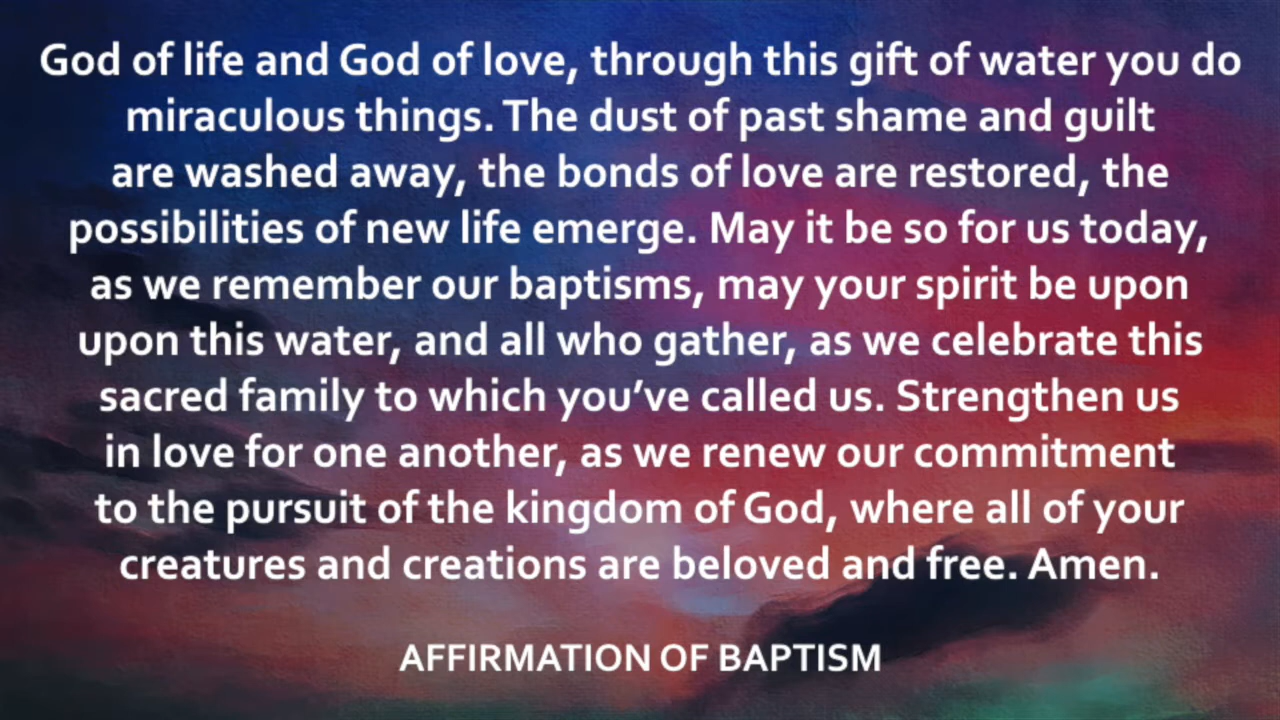 God of life and God of love, through this gift of water you do
miraculous things. The dust of past shame and guilt
are washed away, the bonds of love are restored, the
possibilities of new life emerge. May it be so for us today,
as we remember our baptisms, may your spirit be upon
upon this water, and all who gather, as we celebrate this
sacred family to which you’ve called us. Strengthen us
in love for one another, as we renew our commitment
to the pursuit of the kingdom of God, where all of your
creatures and creations are beloved and free. Amen.
AFFIRMATION OF BAPTISM